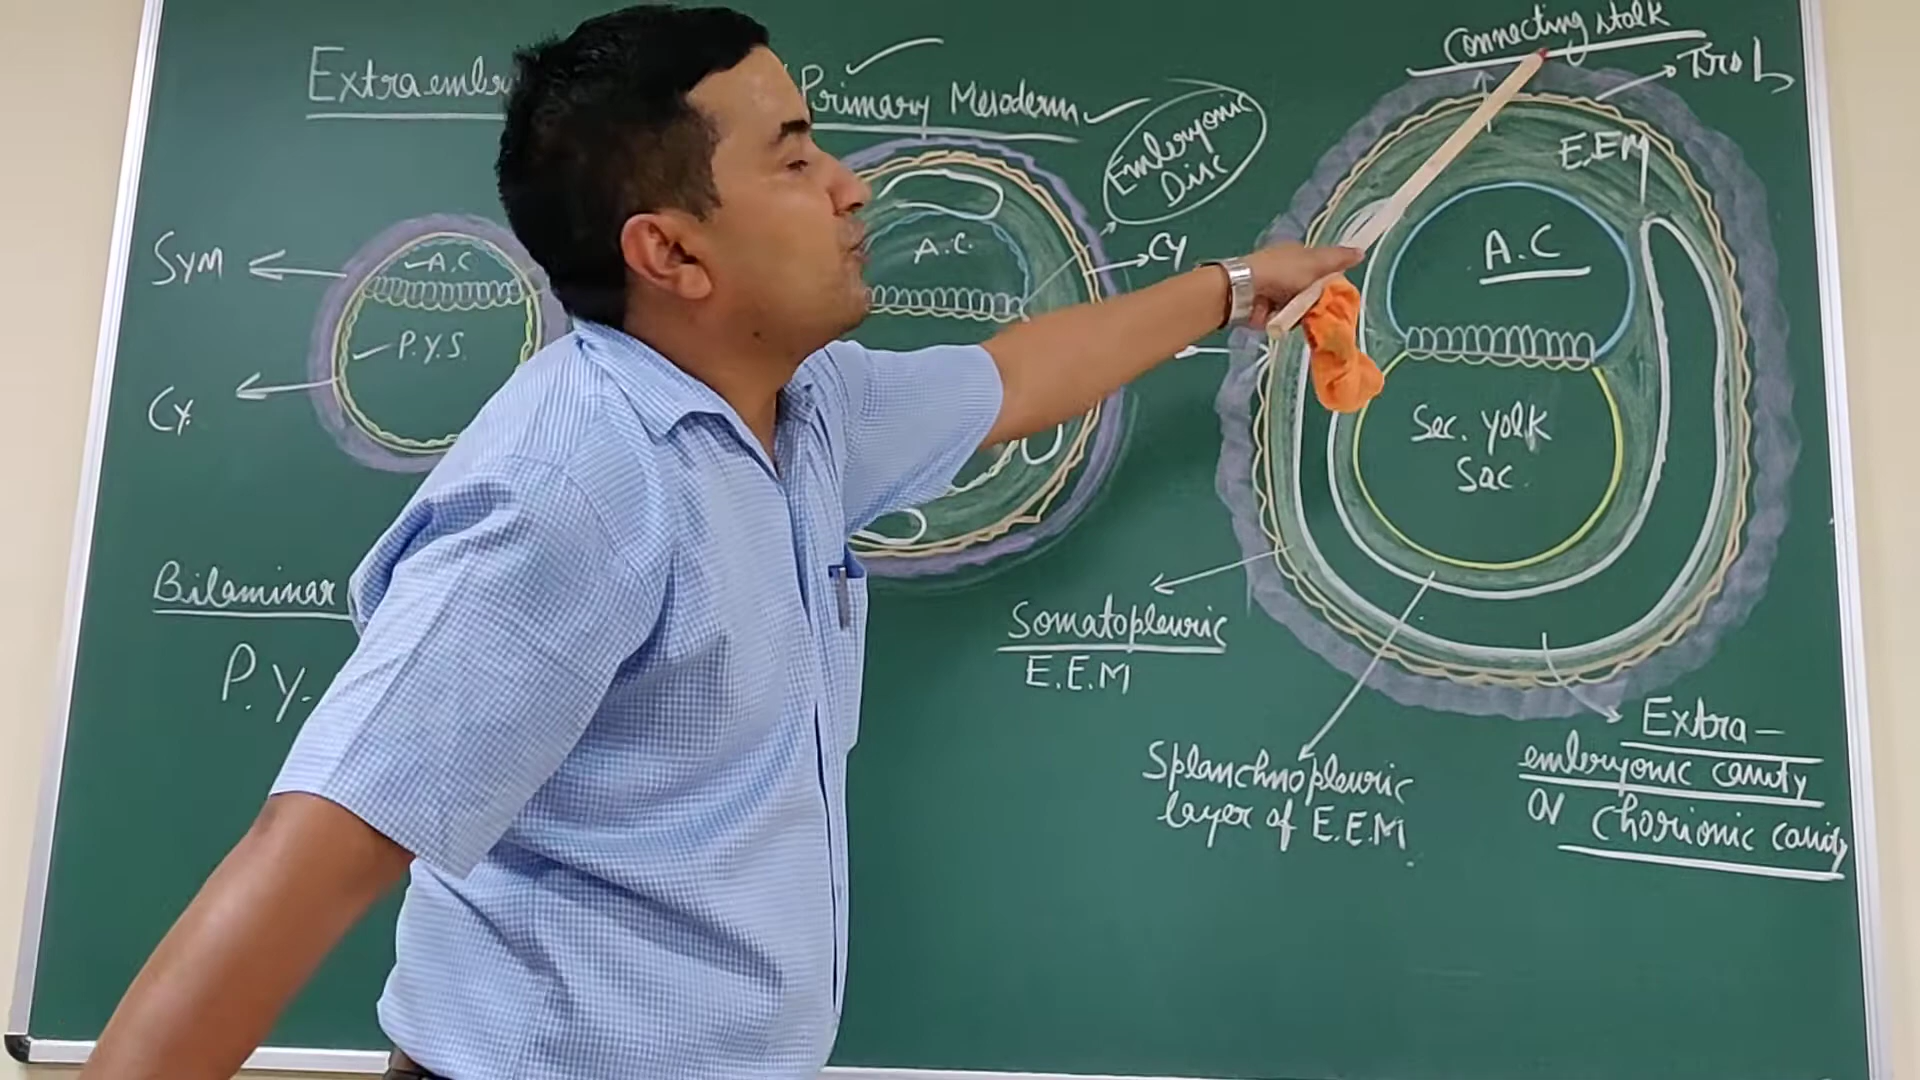 Extraembr
Primary Mesoderm
Embryonic
Disc
Connecting stalk
E.EM
Sym
A.C
P.Y.S.
Cy.
A.C.
Cy
A.C
Sec. Yolk
Sac.
Bilaminar
P.Y.
Somatopleuric
E.E.M
Splanchnopleuric
layer of E.E.M.
Extra-
embryonic cavity
or Chorionic cavity